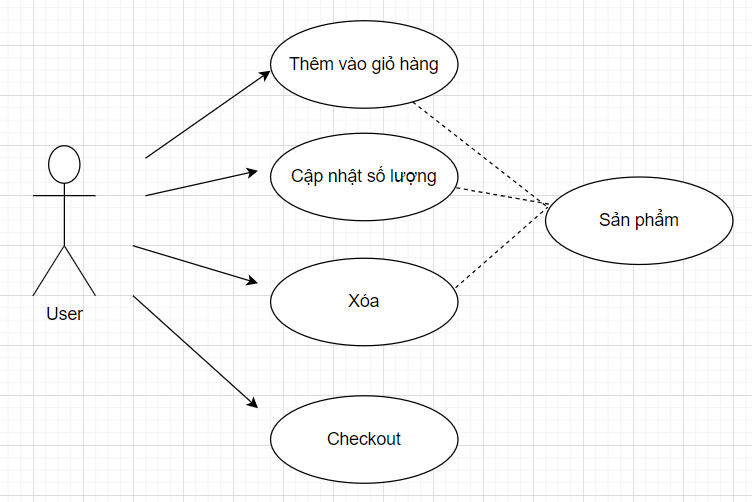 Thêm vào giỏ hàng
Cập nhật số lượng
Sản phẩm
Xóa
User
Checkout